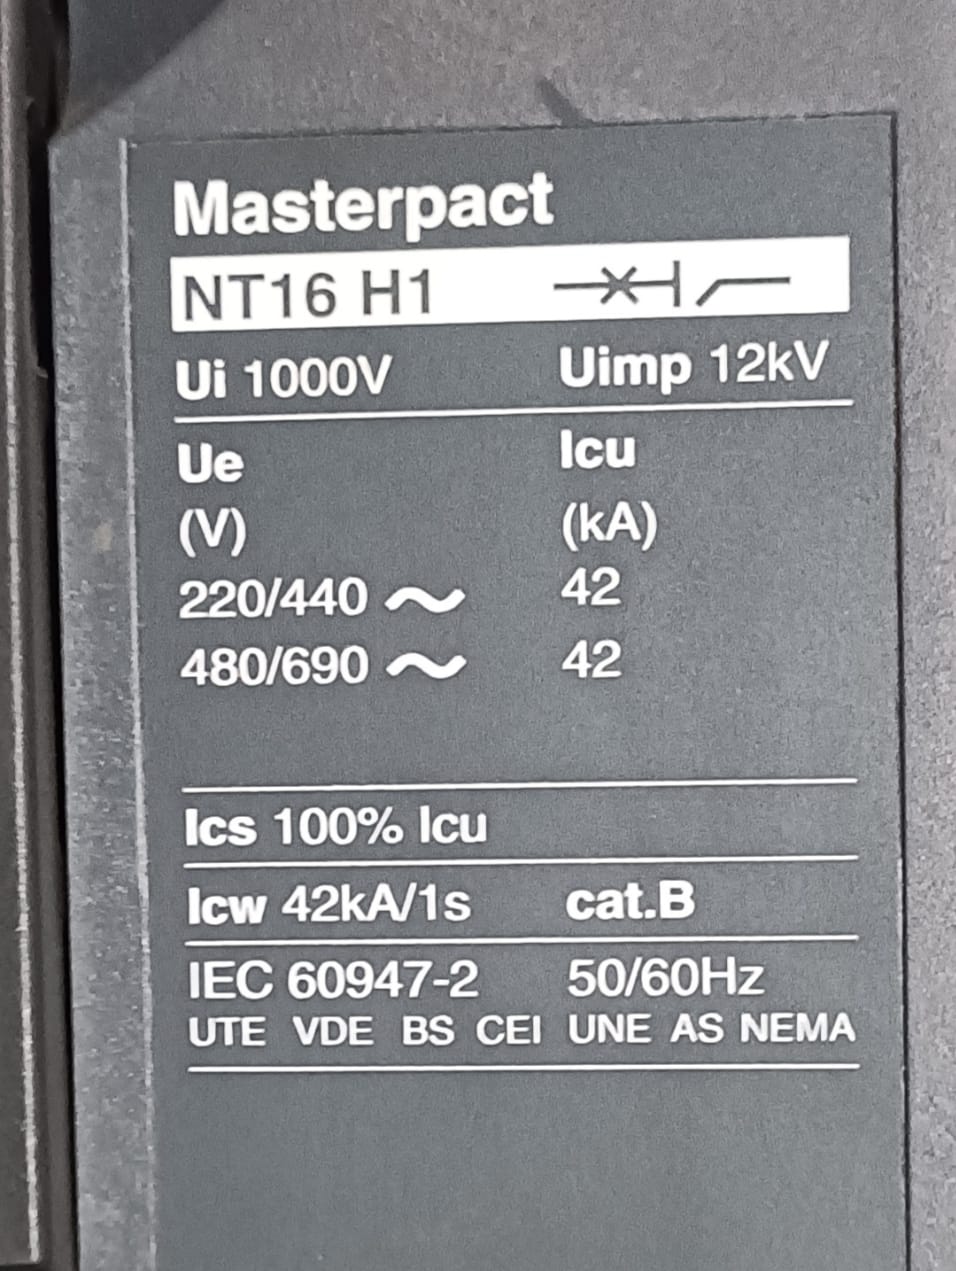 Masterpact
NT16 H1
Ui 1000V Uimp 12kV
Ue Icu
(V) (kA)
220/440 ~ 42
480/690 ~ 42
Ics 100% Icu
Icw 42kA/1s cat.B
IEC 60947-2 50/60Hz
UTE VDE BS CEI UNE AS NEMA